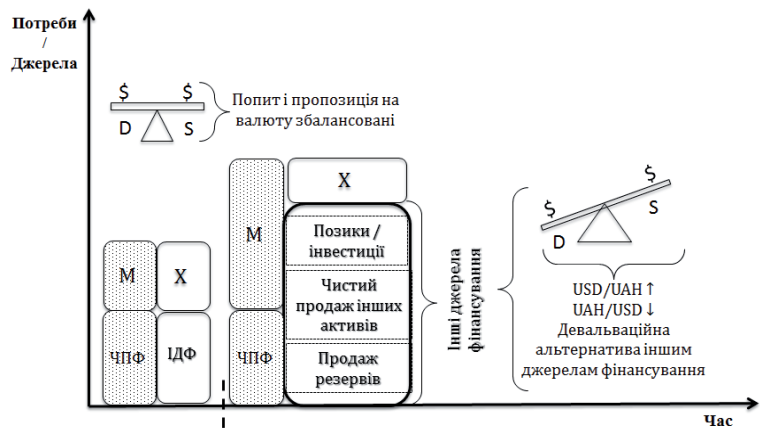 Потреби
/
Джерела
$ $
D S
Попит і пропозиція на
валюту збалансовані
М
Х
ЧПФ
ІДФ
М
ЧПФ
Х
Позики /
інвестиції
Чистий
продаж інших
активів
Продаж
резервів
Інші джерела
фінансування
$
$
D
S
USD/UAH ↑
UAH/USD ↓
Девальваційна
альтернатива іншим
джерелам фінансування
Час